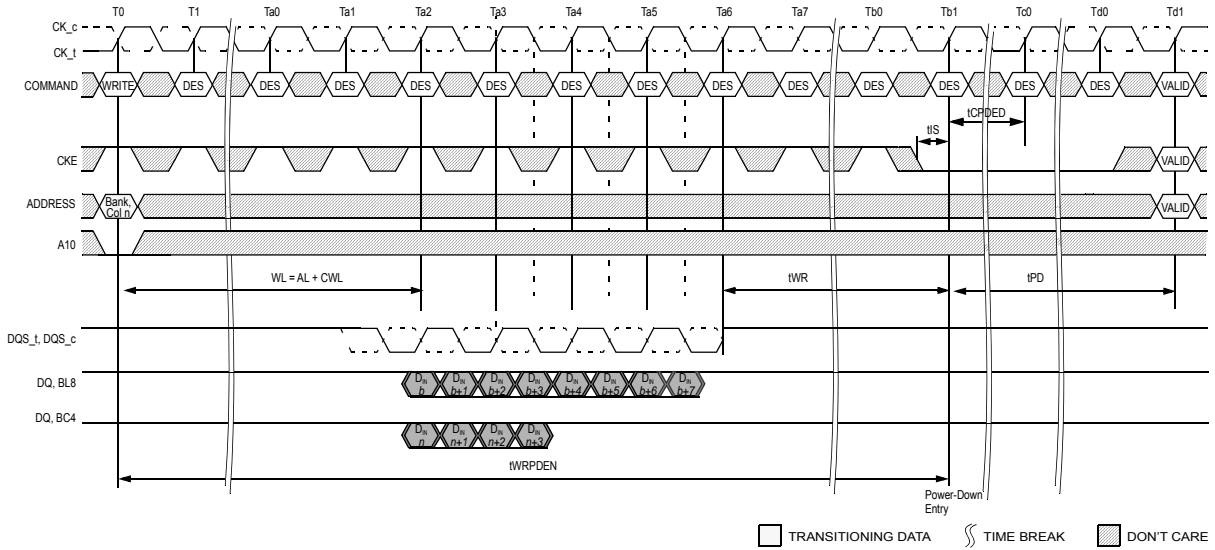 T0 T1 Ta0 Ta1 Ta2 Ta3 Ta4 Ta5 Ta6 Ta7 Tb0 Tb1 Tc0 Td0 Td1
CK_c
CK_t
COMMAND WRITE DES DES DES DES DES DES DES DES DES DES DES DES DES VALID
tCPDED
tIS
CKE VALID
ADDRESS Bank, Col n VALID
A10
WL = AL + CWL tWR tPD
DQS_t, DQS_c
DQ, BL8 DIN b DIN b+1 DIN b+2 DIN b+3 DIN b+4 DIN b+5 DIN b+6 DIN b+7
DQ, BC4 DIN n DIN n+1 DIN n+2 DIN n+3
tWRPDEN
Power-Down
Entry
TRANSITIONING DATA TIME BREAK DON'T CARE